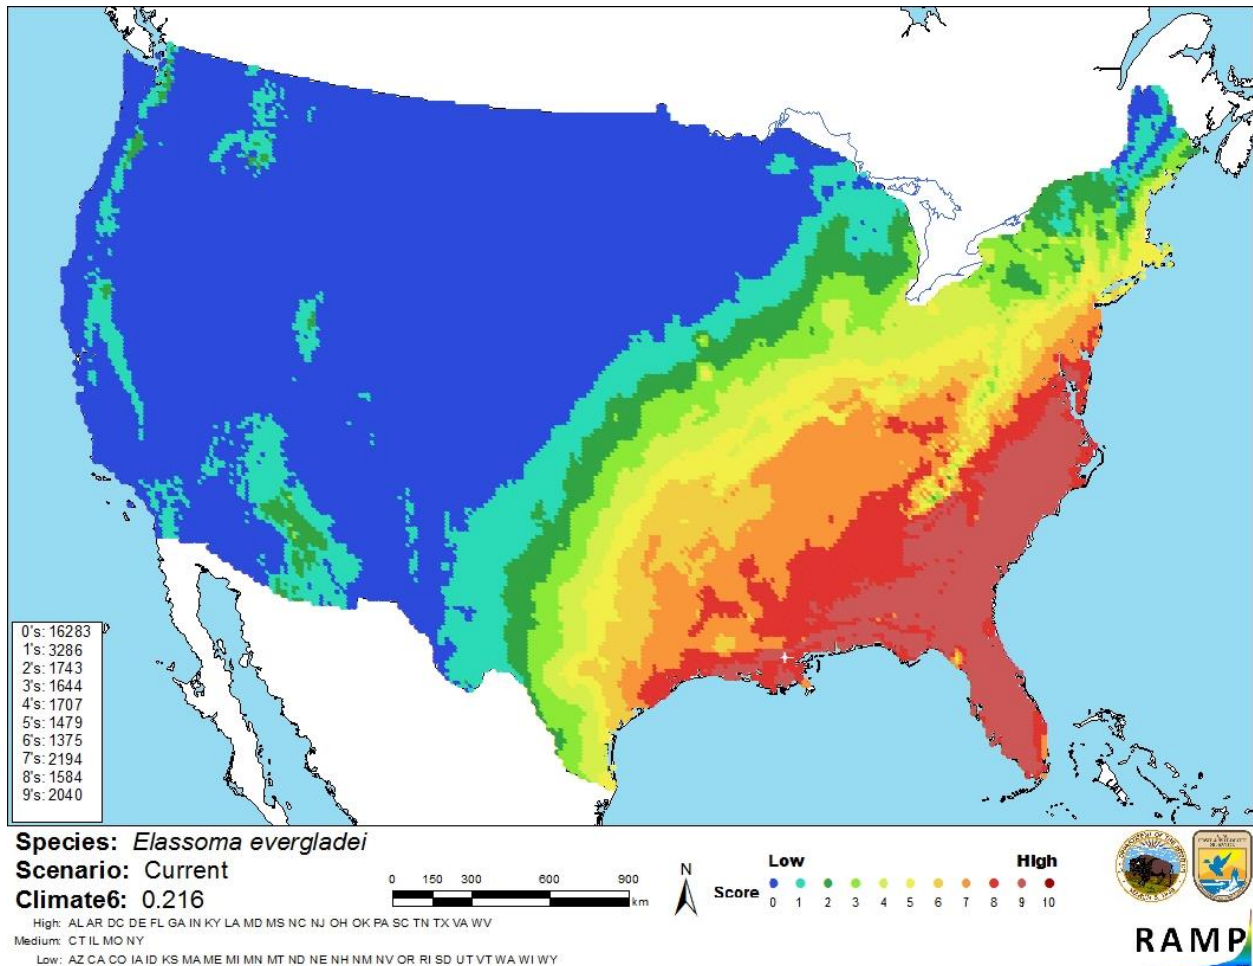 0's: 16283
1's: 3286
2's: 1743
3's: 1644
4's: 1707
5's: 1479
6's: 1375
7's: 2194
8's: 1584
9's: 2040
Species: Elassoma evergladei
Scenario: Current
Climate6: 0.216
High: AL AR DC DE FL GA IN KY LA MD MS NC NJ OH OK PA SC TN TX VA WV
Medium: CT IL MO NY
Low: AZ CA CO IA ID KS MA ME MI MN MT ND NE NH NM NV OR RI SD UT VT WA WI WY
0 150 300 600 900
km
N
Low High
Score 0 1 2 3 4 5 6 7 8 9 10
RAMP